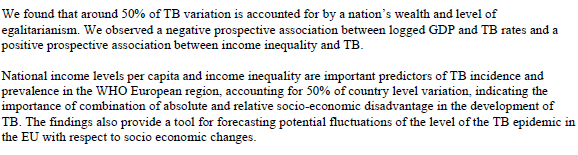 We found that around 50% of TB variation is accounted for by a nation's wealth and level of
egalitarianism. We observed a negative prospective association between logged GDP and TB rates and a
positive prospective association between income inequality and TB.
National income levels per capita and income inequality are important predictors of TB incidence and
prevalence in the WHO European region, accounting for 50% of country level variation, indicating the
importance of combination of absolute and relative socio-economic disadvantage in the development of
TB. The findings also provide a tool for forecasting potential fluctuations of the level of the TB epidemic in
the EU with respect to socio economic changes.